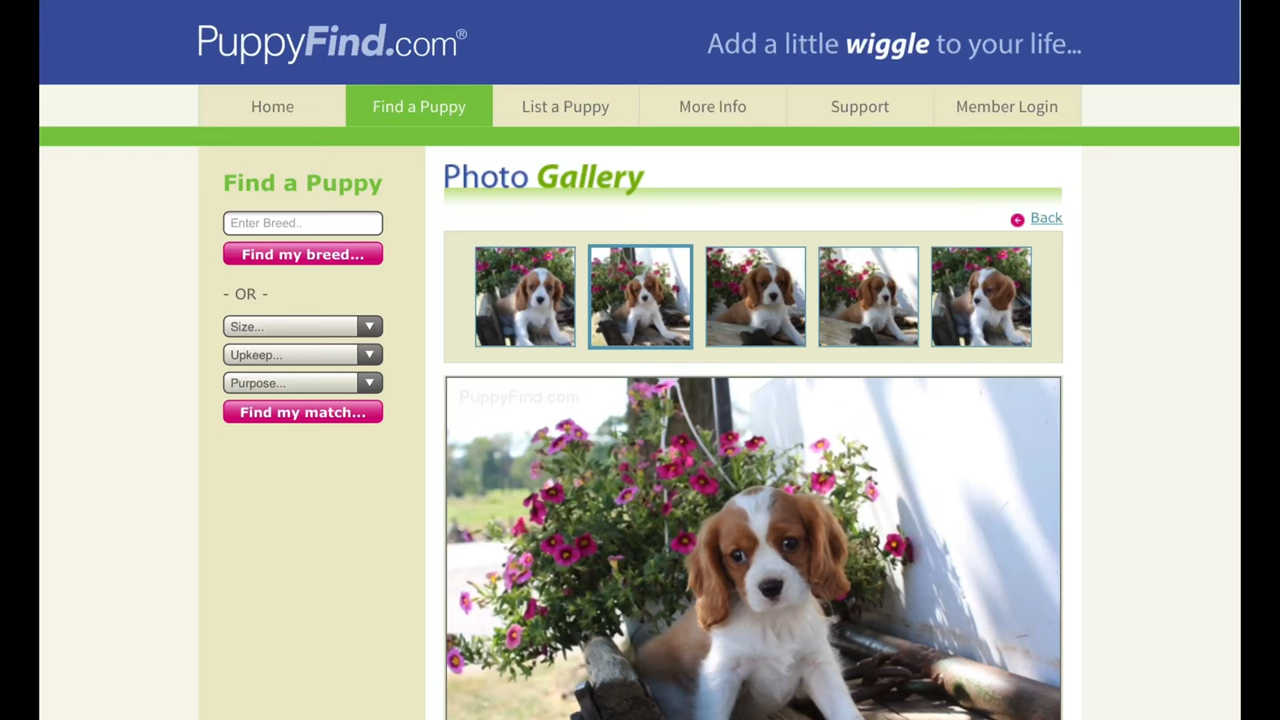 PuppyFind.com®
Add a little wiggle to your life...
Home
Find a Puppy
List a Puppy
More Info
Support
Member Login
Find a Puppy
Enter Breed..
Find my breed...
- OR -
Size...
Upkeep...
Purpose...
Find my match...
Photo Gallery
Back
PuppyFind.com